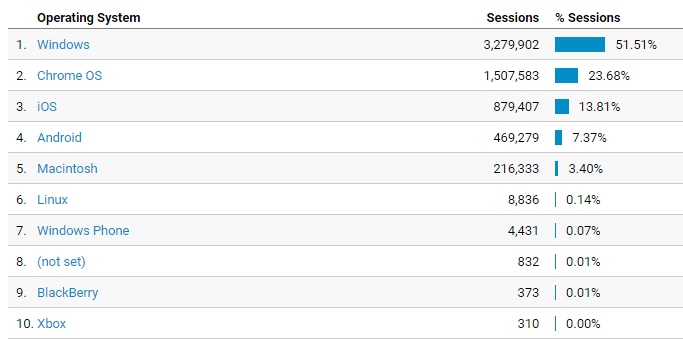 Operating System Sessions % Sessions
1. Windows 3,279,902 51.51%
2. Chrome OS 1,507,583 23.68%
3. iOS 879,407 13.81%
4. Android 469,279 7.37%
5. Macintosh 216,333 3.40%
6. Linux 8,836 0.14%
7. Windows Phone 4,431 0.07%
8. (not set) 832 0.01%
9. BlackBerry 373 0.01%
10. Xbox 310 0.00%